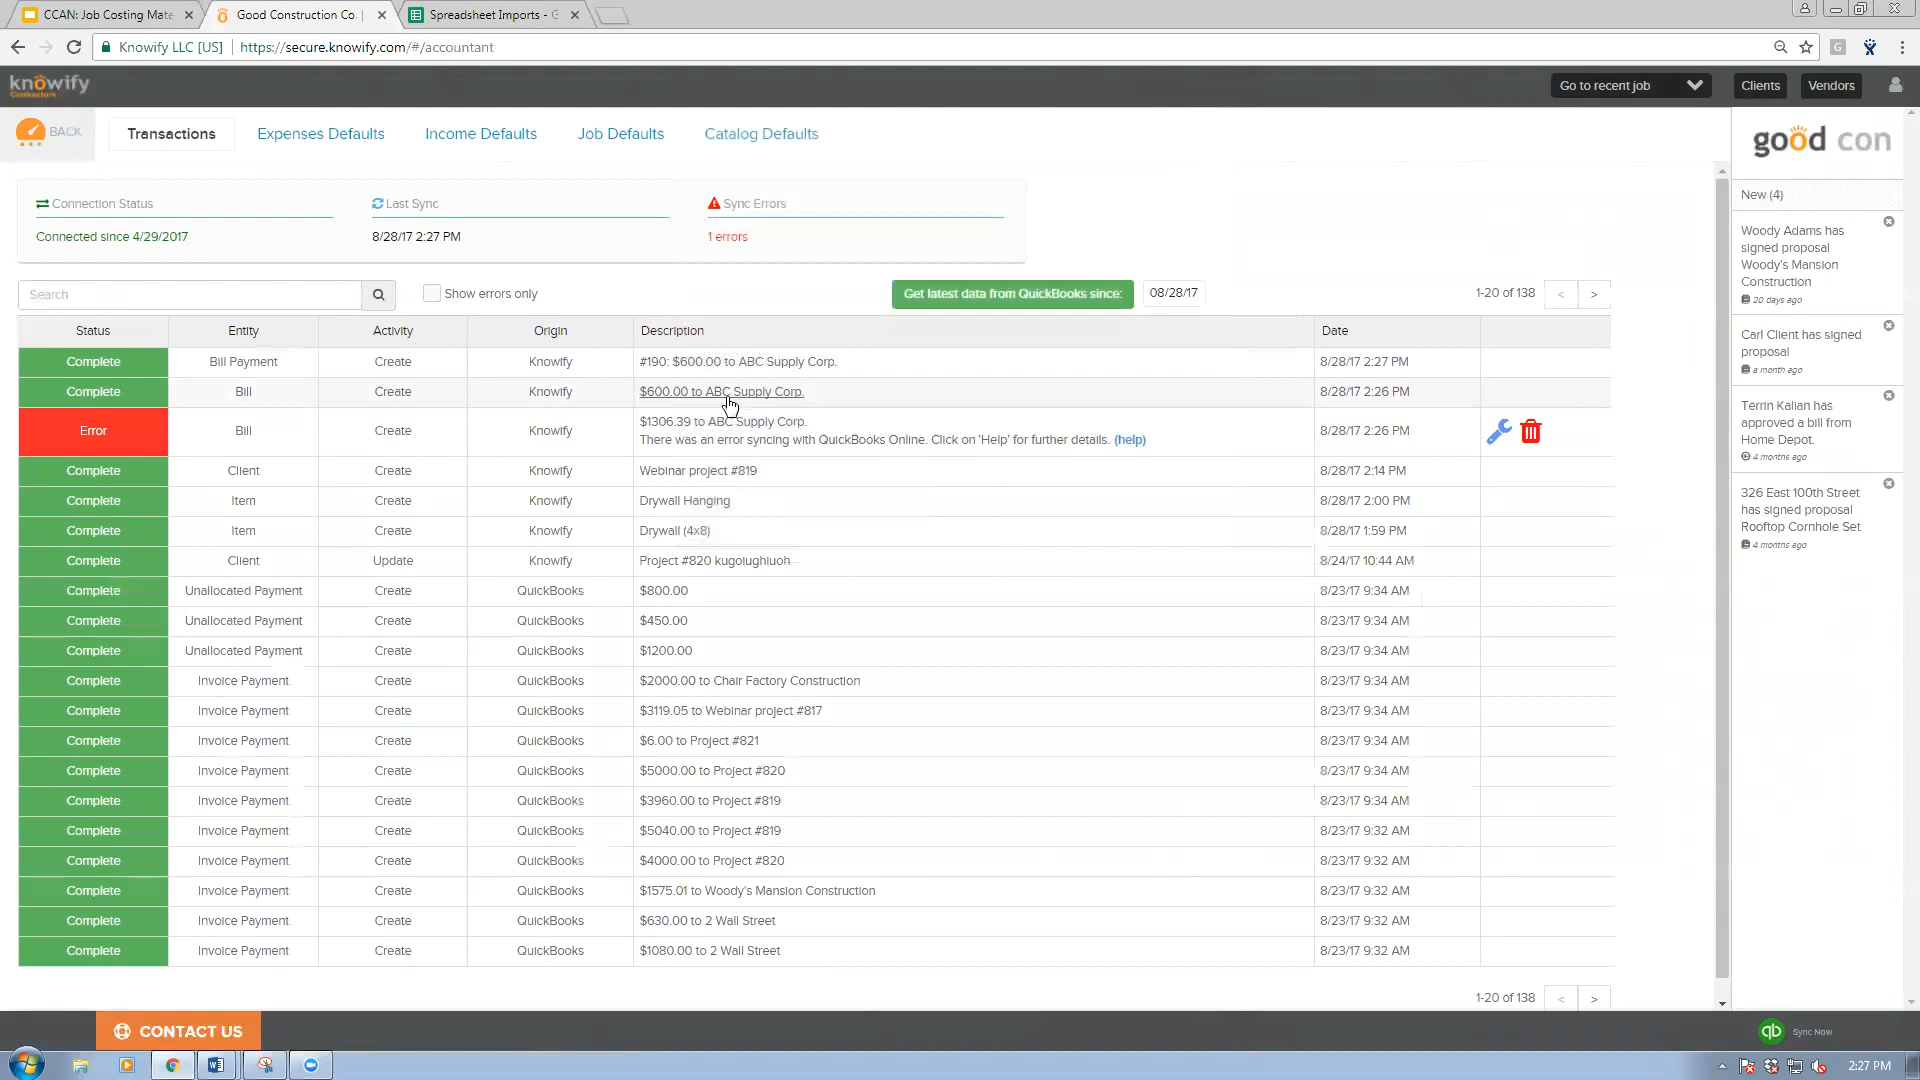 CCAN: Job Costing Mate
Good Construction Co. |
Spreadsheet Imports - G
Knowify LLC [US]
https://secure.knowify.com/#/accountant
knowify
Contractors
Go to recent job
Clients
Vendors
BACK
Transactions
Expenses Defaults
Income Defaults
Job Defaults
Catalog Defaults
good con
Connection Status
Last Sync
Sync Errors
Connected since 4/29/2017
8/28/17 2:27 PM
1 errors
Search
Show errors only
Get latest data from QuickBooks since:
08/28/17
1-20 of 138
<
>
Status Entity Activity Origin Description Date
Complete Bill Payment Create Knowify #190: $600.00 to ABC Supply Corp. 8/28/17 2:27 PM
Complete Bill Create Knowify $600.00 to ABC Supply Corp. 8/28/17 2:26 PM
Error Bill Create Knowify $1306.39 to ABC Supply Corp. 8/28/17 2:26 PM
There was an error syncing with QuickBooks Online. Click on 'Help' for further details. (help)
Complete Client Create Knowify Webinar project #819 8/28/17 2:14 PM
Complete Item Create Knowify Drywall Hanging 8/28/17 2:00 PM
Complete Item Create Knowify Drywall (4x8) 8/28/17 1:59 PM
Complete Client Update Knowify Project #820 kugoiughiuoh 8/24/17 10:44 AM
Complete Unallocated Payment Create QuickBooks $800.00 8/23/17 9:34 AM
Complete Unallocated Payment Create QuickBooks $450.00 8/23/17 9:34 AM
Complete Unallocated Payment Create QuickBooks $1200.00 8/23/17 9:34 AM
Complete Invoice Payment Create QuickBooks $2000.00 to Chair Factory Construction 8/23/17 9:34 AM
Complete Invoice Payment Create QuickBooks $3119.05 to Webinar project #817 8/23/17 9:34 AM
Complete Invoice Payment Create QuickBooks $6.00 to Project #821 8/23/17 9:34 AM
Complete Invoice Payment Create QuickBooks $5000.00 to Project #820 8/23/17 9:34 AM
Complete Invoice Payment Create QuickBooks $3960.00 to Project #819 8/23/17 9:34 AM
Complete Invoice Payment Create QuickBooks $5040.00 to Project #819 8/23/17 9:32 AM
Complete Invoice Payment Create QuickBooks $4000.00 to Project #820 8/23/17 9:32 AM
Complete Invoice Payment Create QuickBooks $1575.01 to Woody's Mansion Construction 8/23/17 9:32 AM
Complete Invoice Payment Create QuickBooks $630.00 to 2 Wall Street 8/23/17 9:32 AM
Complete Invoice Payment Create QuickBooks $1080.00 to 2 Wall Street 8/23/17 9:32 AM
1-20 of 138
<
>
New (4)
Woody Adams has
signed proposal
Woody's Mansion
Construction
20 days ago
Carl Client has signed
proposal
a month ago
Terrin Kalian has
approved a bill from
Home Depot.
4 months ago
326 East 100th Street
has signed proposal
Rooftop Cornhole Set
4 months ago
CONTACT US
qb
Sync Now
2:27 PM